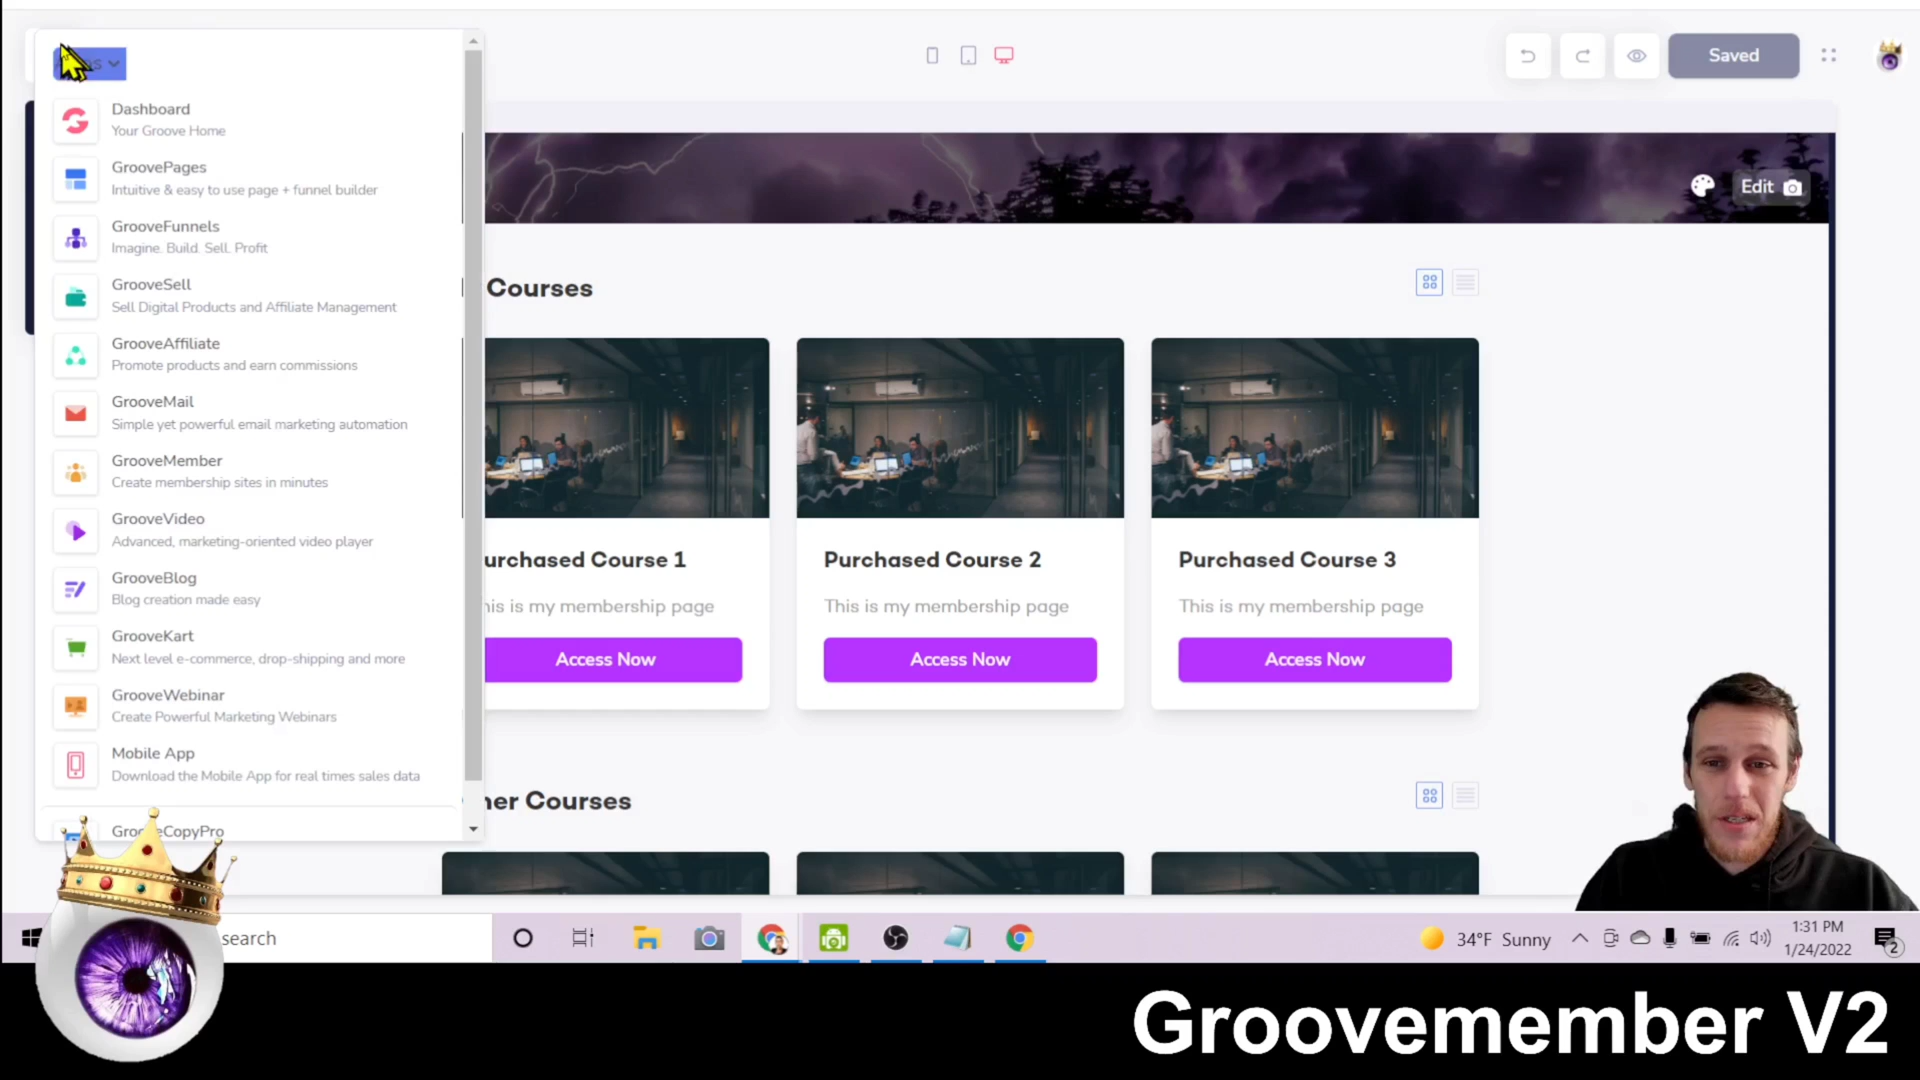 Saved
Dashboard
Your Groove Home
GroovePages
Intuitive & easy to use page + funnel builder
Edit
GrooveFunnels
Imagine. Build. Sell. Profit
GrooveSell
Sell Digital Products and Affiliate Management
Courses
GrooveAffiliate
Promote products and earn commissions
GrooveMail
Simple yet powerful email marketing automation
GrooveMember
Create membership sites in minutes
GrooveVideo
Advanced, marketing-oriented video player
GrooveBlog
Blog creation made easy
GrooveKart
Next level e-commerce, drop-shipping and more
GrooveWebinar
Create Powerful Marketing Webinars
Mobile App
Download the Mobile App for real times sales data
urchased Course 1
his is my membership page
Access Now
Purchased Course 2
This is my membership page
Access Now
Purchased Course 3
This is my membership page
Access Now
her Courses
search
34°F Sunny
1:31 PM
1/24/2022
2
Groovemember V2